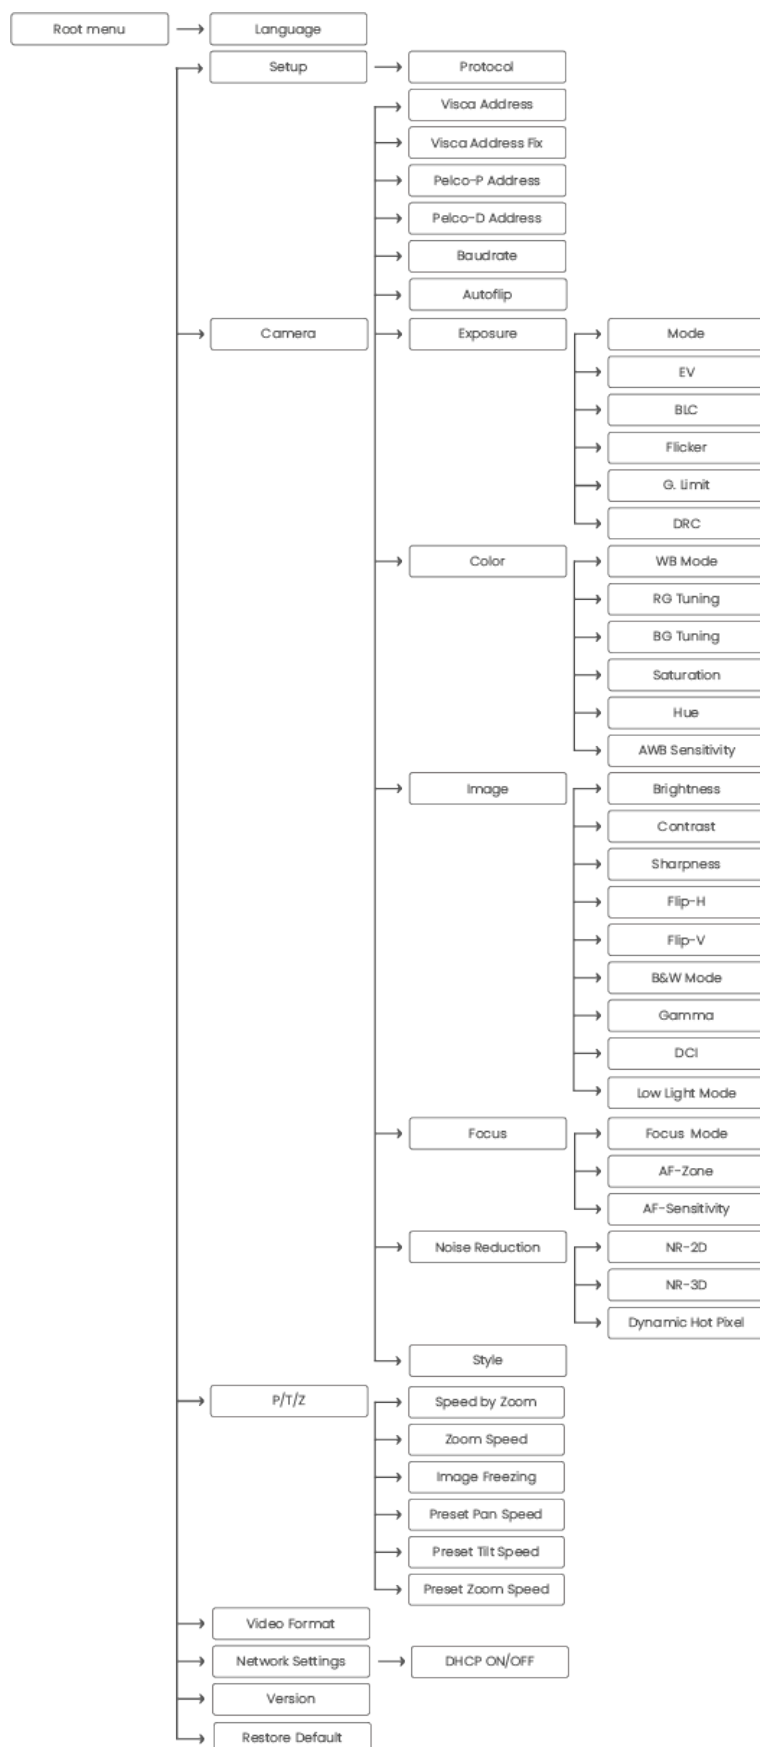 Root menu
Language
Setup
Protocol
Visca Address
Visca Address Fix
Pelco-P Address
Pelco-D Address
Baudrate
Autoflip
Camera
Exposure
Mode
EV
BLC
Flicker
G. Limit
DRC
Color
WB Mode
RG Tuning
BG Tuning
Saturation
Hue
AWB Sensitivity
Image
Brightness
Contrast
Sharpness
Flip-H
Flip-V
B&W Mode
Gamma
DCI
Low Light Mode
Focus
Focus Mode
AF-Zone
AF-Sensitivity
Noise Reduction
NR-2D
NR-3D
Dynamic Hot Pixel
Style
P/T/Z
Speed by Zoom
Zoom Speed
Image Freezing
Preset Pan Speed
Preset Tilt Speed
Preset Zoom Speed
Video Format
Network Settings
DHCP ON/OFF
Version
Restore Default